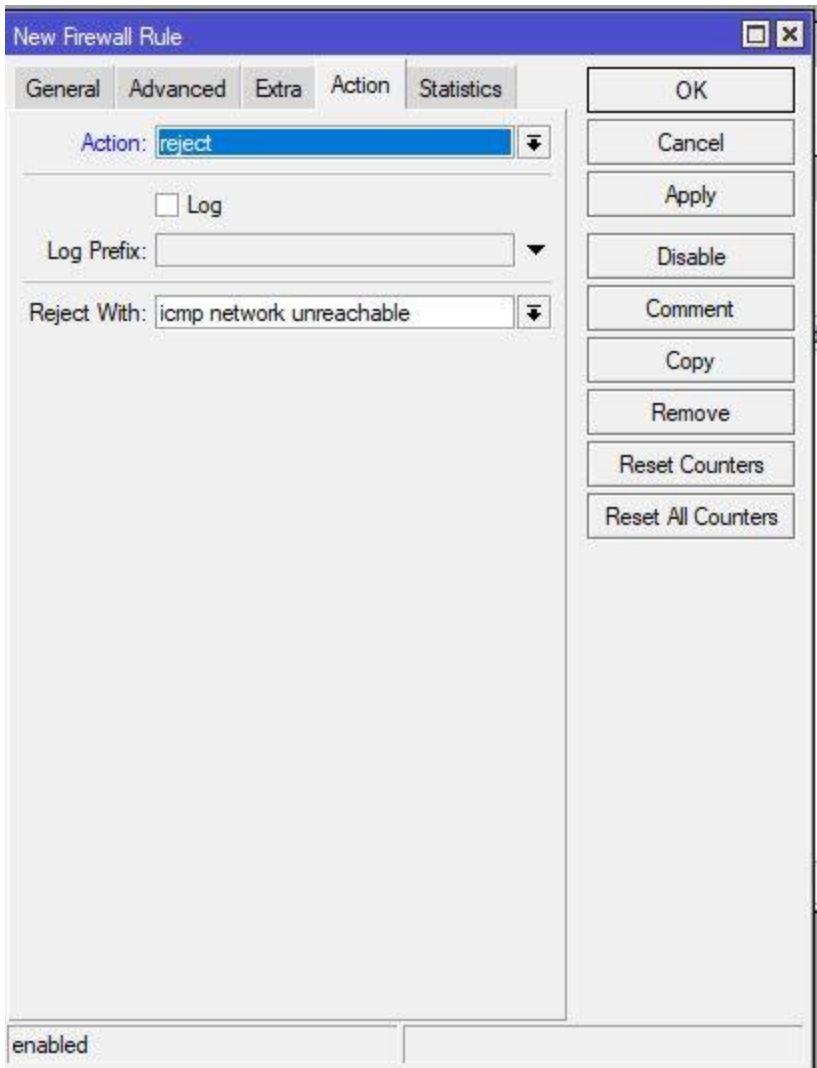 New Firewall Rule
General Advanced Extra Action Statistics
Action: reject
Log
Log Prefix:
Reject With: icmp network unreachable
OK
Cancel
Apply
Disable
Comment
Copy
Remove
Reset Counters
Reset All Counters
enabled